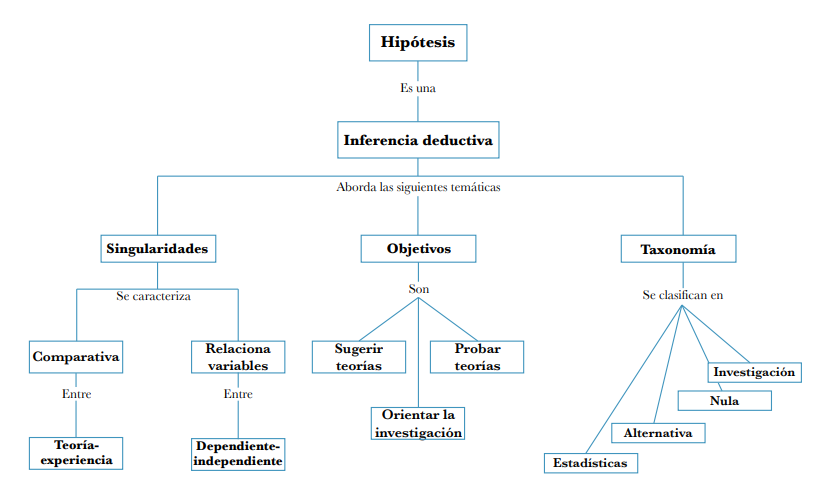 Hipótesis
Es una
Inferencia deductiva
Aborda las siguientes temáticas
Singularidades
Objetivos
Taxonomía
Se caracteriza
Son
Se clasifican en
Comparativa
Relaciona
variables
Sugerir
teorías
Probar
teorías
Investigación
Entre
Entre
Nula
Orientar la
investigación
Alternativa
Teoría-
experiencia
Dependiente-
independiente
Estadísticas